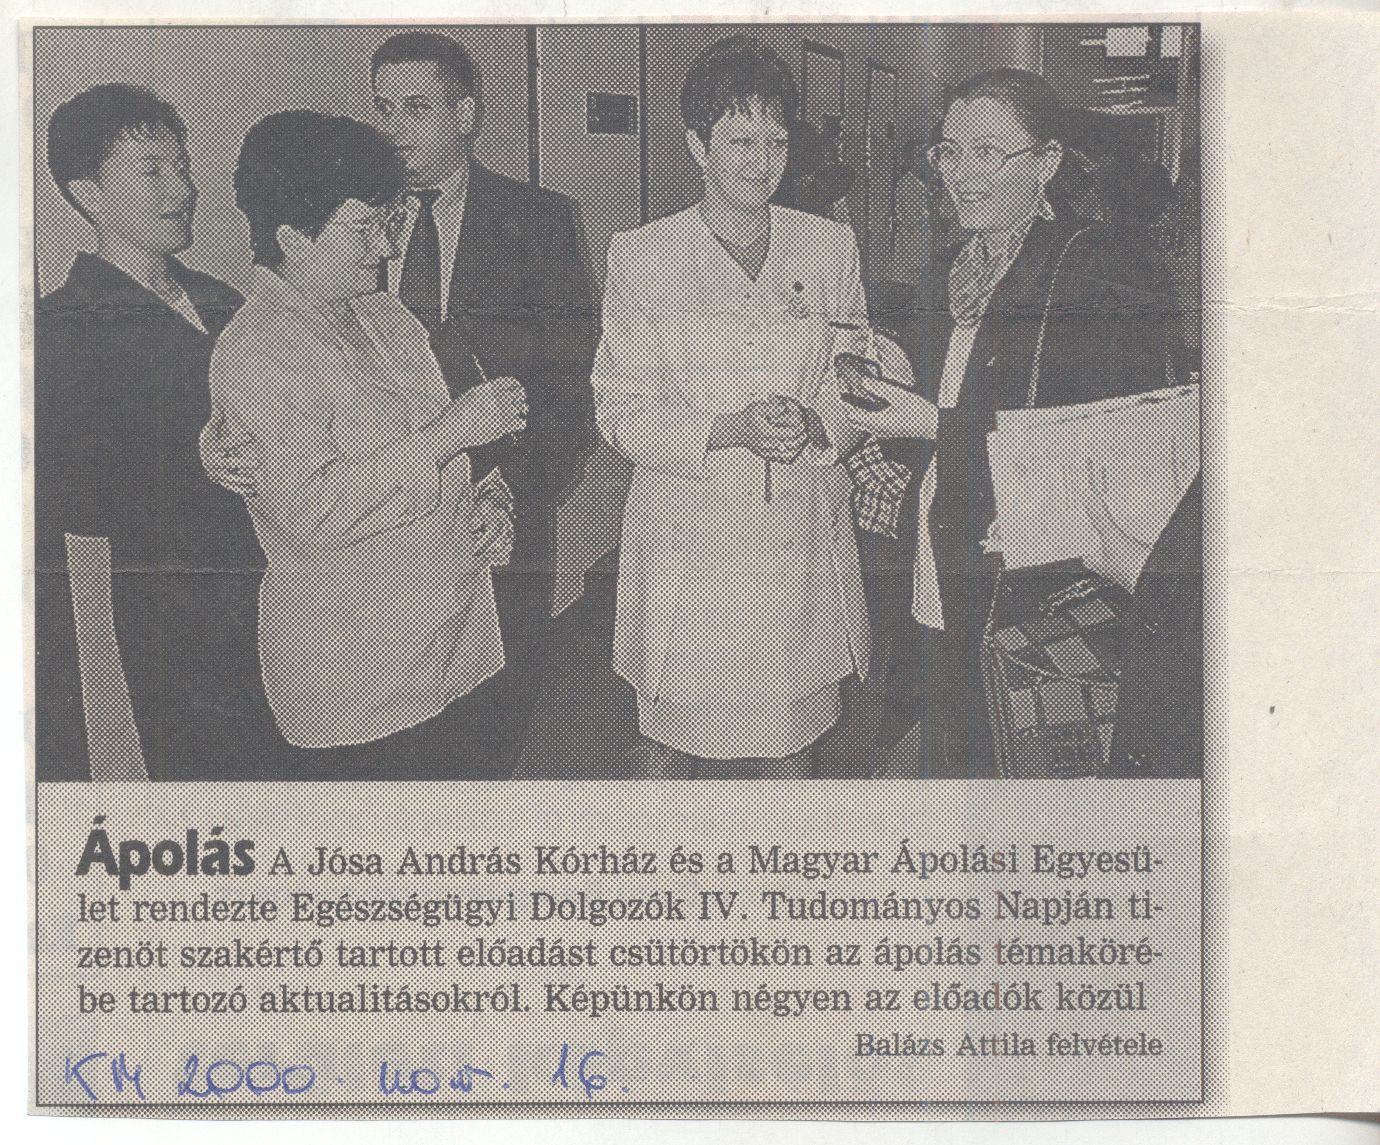 Ápolás A Jósa András Kórház és a Magyar Ápolási Egyesü-
let rendezte Egészségügyi Dolgozók IV. Tudományos Napján ti-
zenöt szakértő tartott előadást csütörtökön az ápolás témaköré-
be tartozó aktualitásokról. Képünkön négyen az előadók közül
Balázs Attila felvétele
KM 2000. nov. 16.